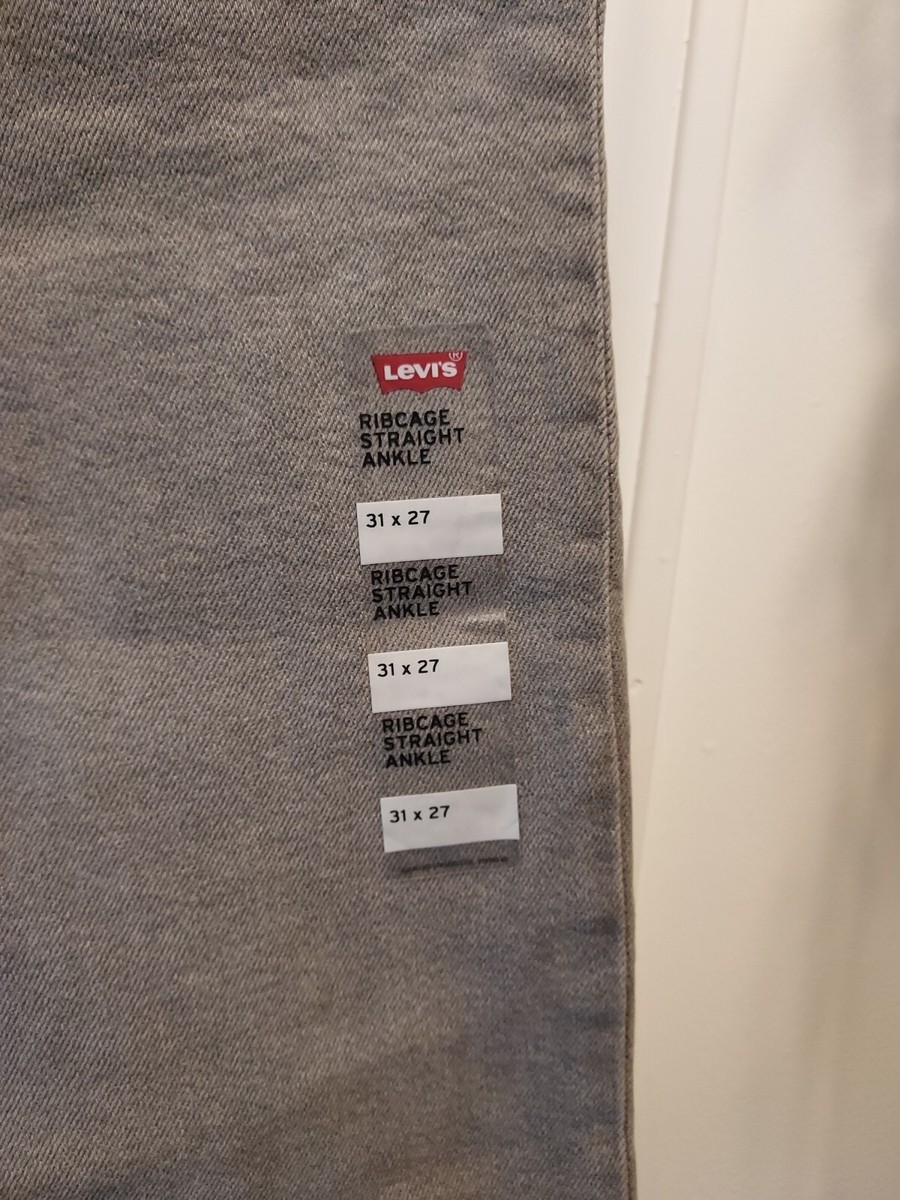 Levi's®
RIBCAGE
STRAIGHT
ANKLE
31 x 27
RIBCAGE
STRAIGHT
ANKLE
31 x 27
RIBCAGE
STRAIGHT
ANKLE
31 x 27